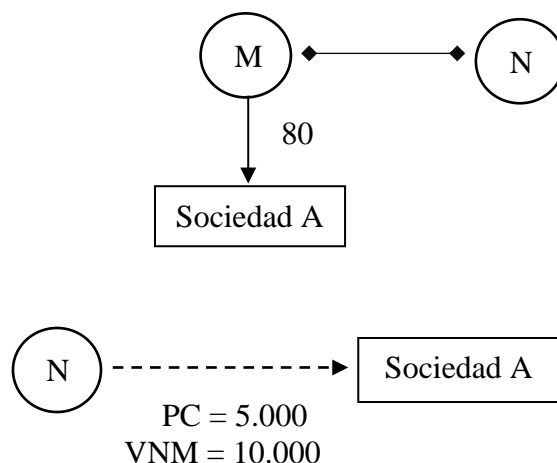 M
N
80
Sociedad A
N
Sociedad A
PC = 5.000
VNM = 10.000